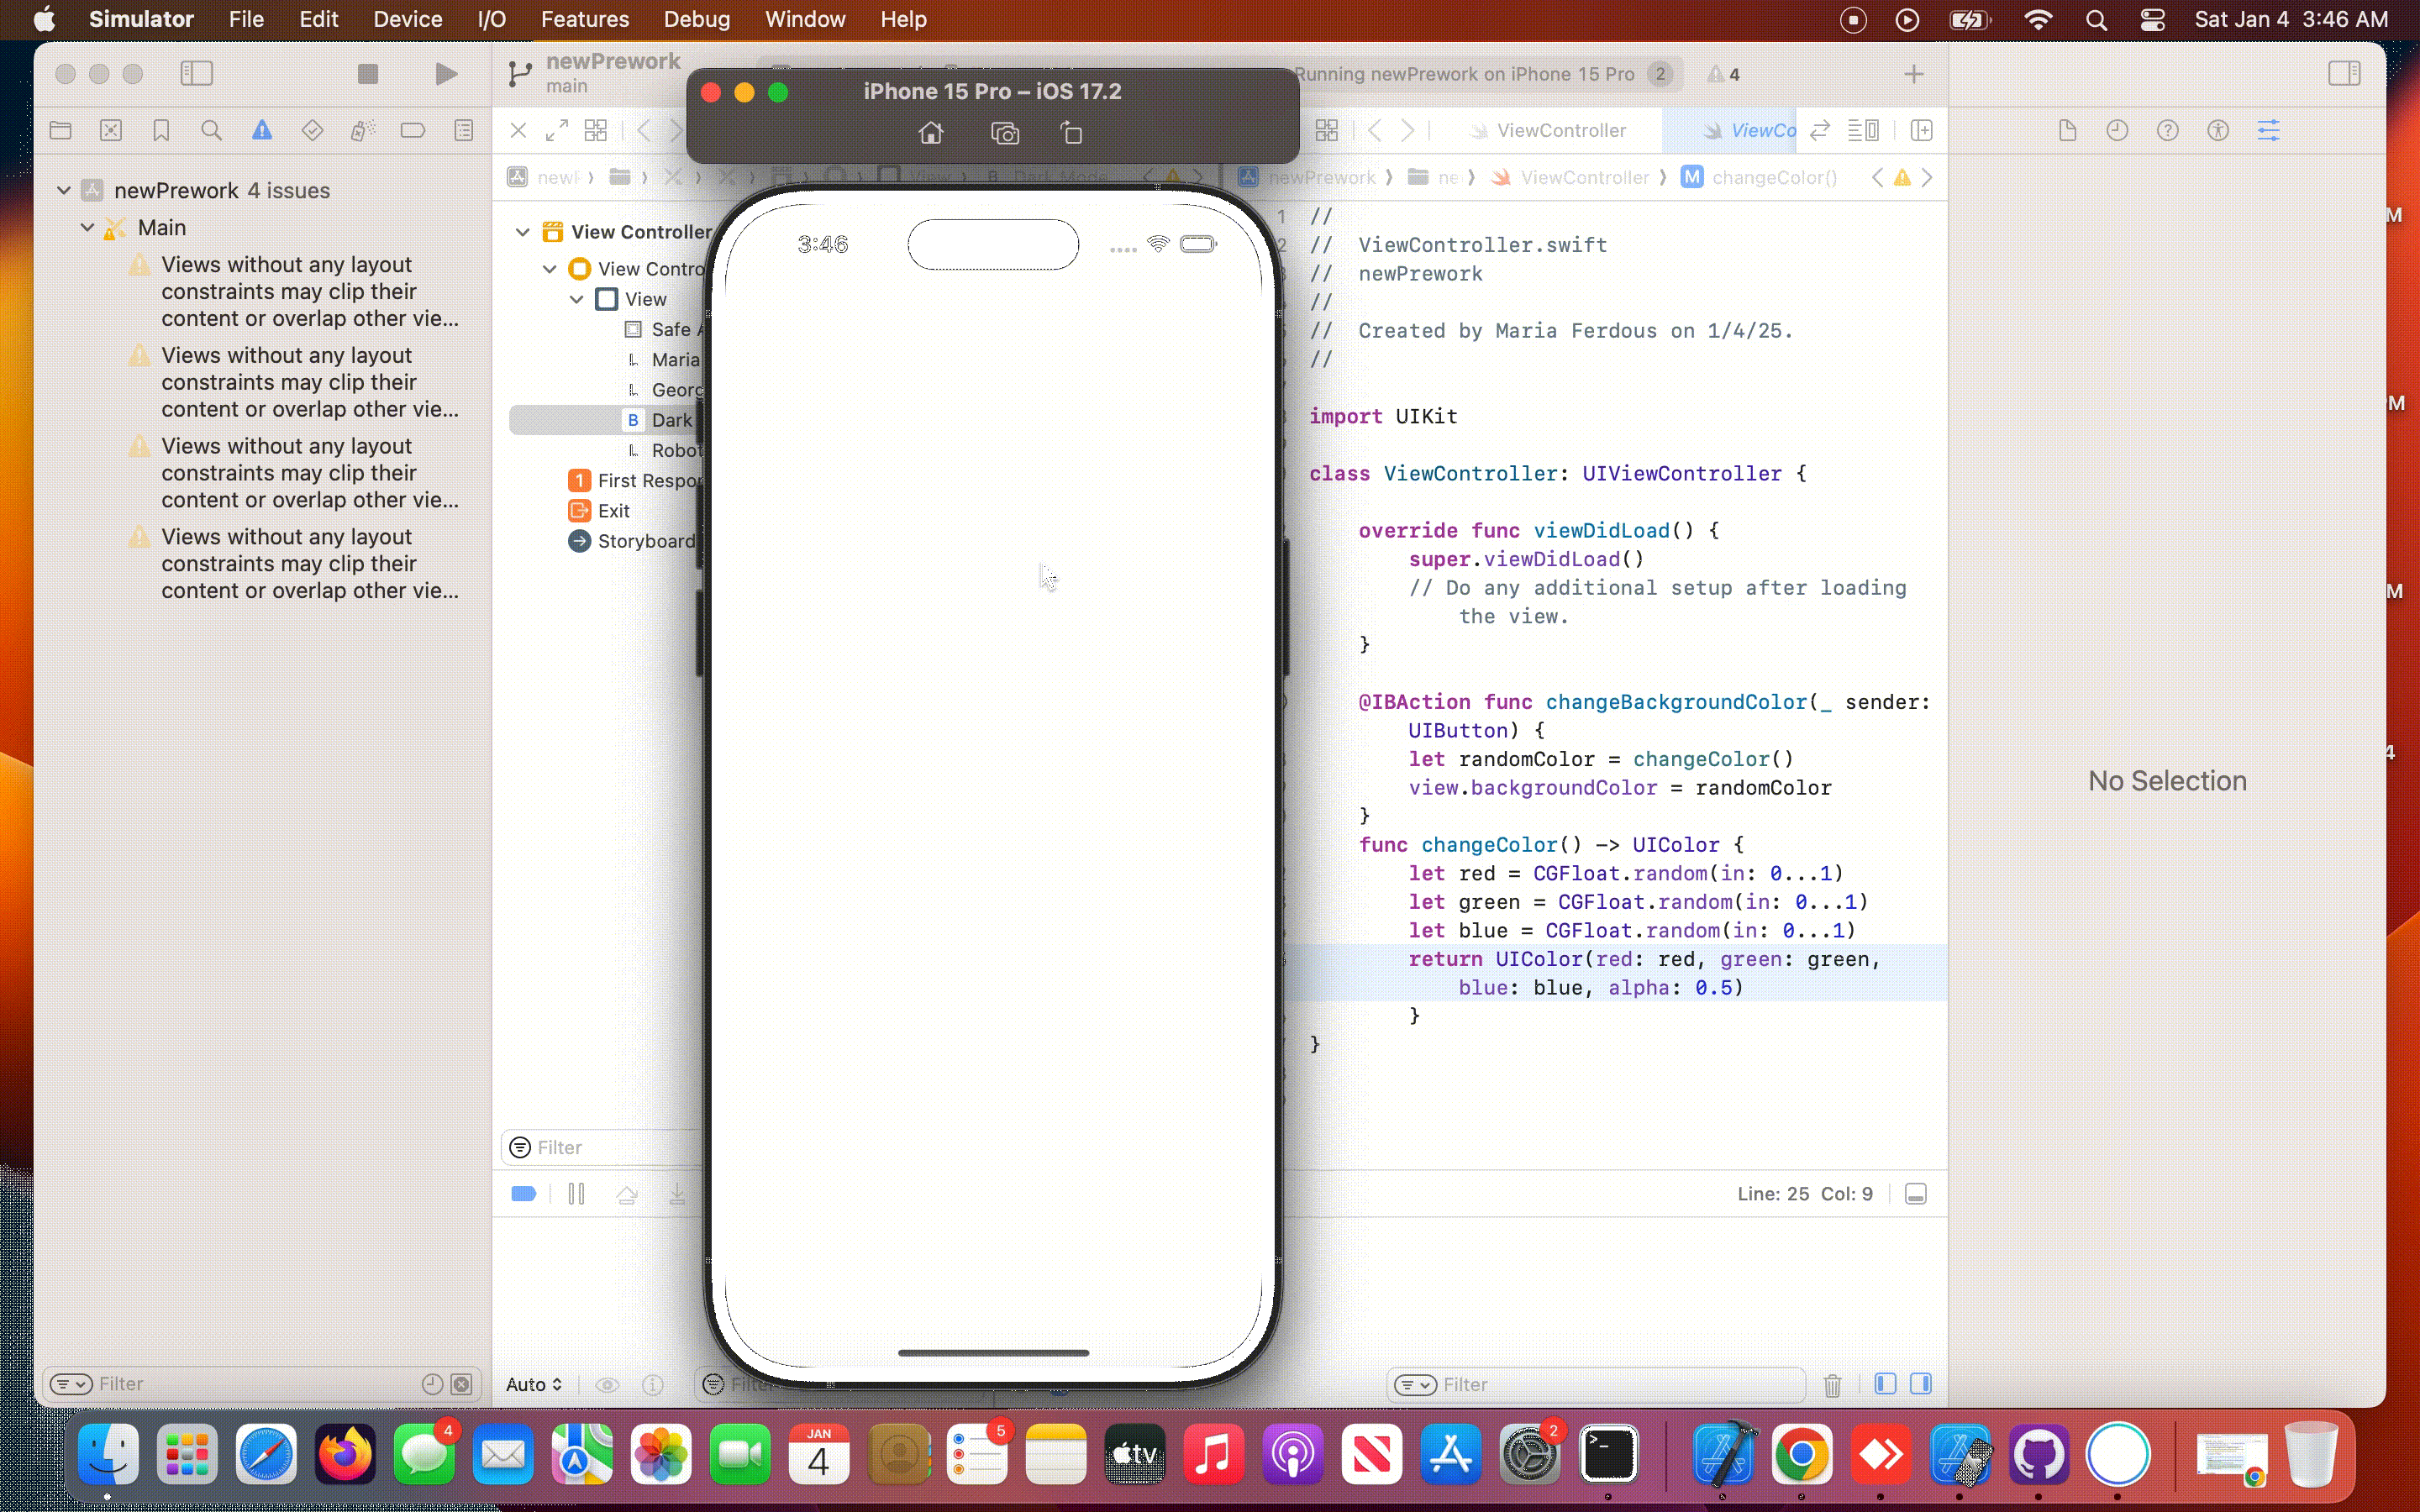 Simulator File Edit Device I/O Features Debug Window Help Sat Jan 4 3:46 AM
newPrework
main
Running newPrework on iPhone 15 Pro 2 4
iPhone 15 Pro – iOS 17.2
ViewController ViewCo
View Dark Mode
newPrework ViewController M changeColor()
newPrework 4 issues
Main
Views without any layout
constraints may clip their
content or overlap other vie...
Views without any layout
constraints may clip their
content or overlap other vie...
Views without any layout
constraints may clip their
content or overlap other vie...
Views without any layout
constraints may clip their
content or overlap other vie...
View Controller
View Contro
View
Safe A
L Maria
L Georg
B Dark
L Robot
1 First Respo
Exit
Storyboard
Filter
3:46
1 //
2 // ViewController.swift
// newPrework
//
// Created by Maria Ferdous on 1/4/25.
//
import UIKit
class ViewController: UIViewController {
override func viewDidLoad() {
super.viewDidLoad()
// Do any additional setup after loading
the view.
}
@IBAction func changeBackgroundColor(_ sender:
UIButton) {
let randomColor = changeColor()
view.backgroundColor = randomColor
}
func changeColor() -> UIColor {
let red = CGFloat.random(in: 0...1)
let green = CGFloat.random(in: 0...1)
let blue = CGFloat.random(in: 0...1)
return UIColor(red: red, green: green,
blue: blue, alpha: 0.5)
}
}
Line: 25 Col: 9
No Selection
M
PM
M
4
Filter
Auto
Filter
Filter
4
JAN
4
5
tv
2
>_